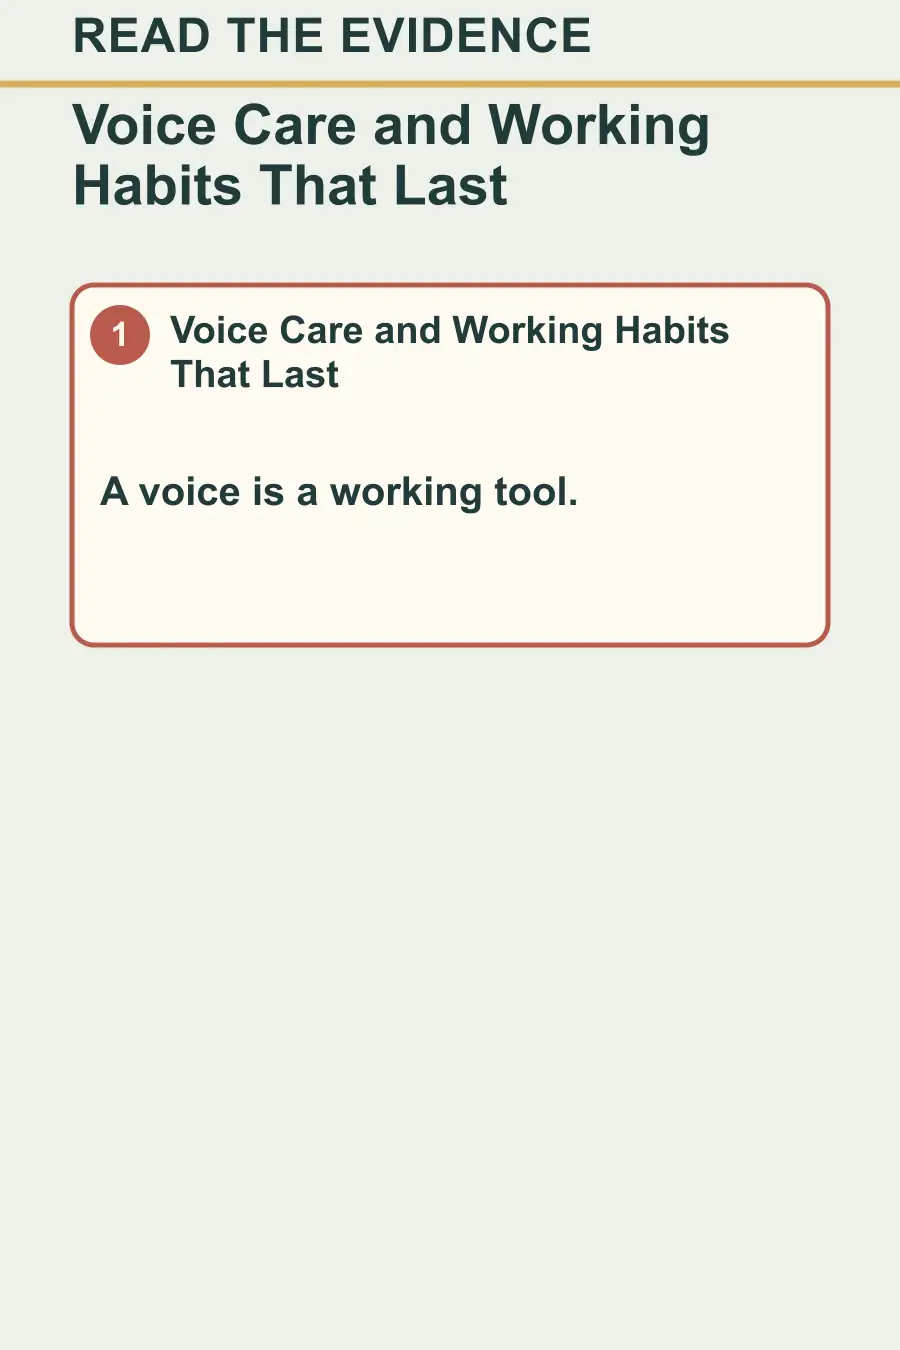 READ THE EVIDENCE
Voice Care and Working
Habits That Last
1
Voice Care and Working Habits
That Last
A voice is a working tool.